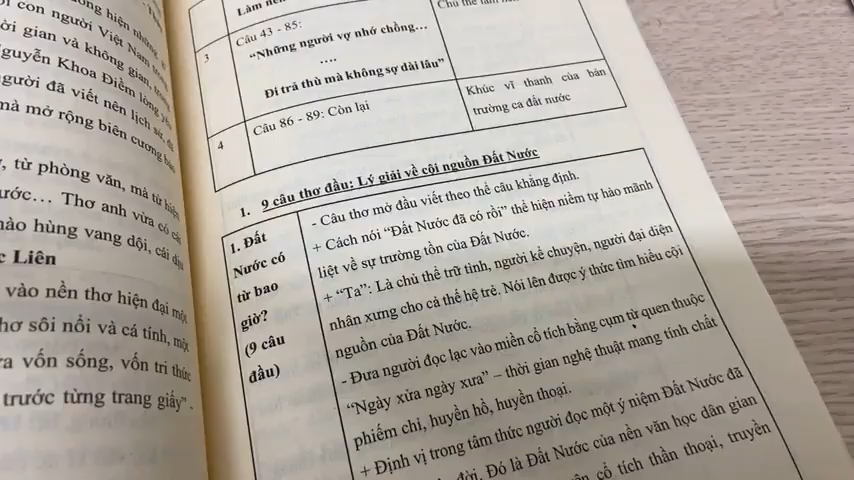 con người Việt Nam
ời gian và không gian,
guyễn Khoa Điềm
người đã viết nên lịch sử,
mà mở rộng biên cương
từ phòng văn, mà
ước… Thơ anh vừa có
hào hùng vang dội, cái
c Liên
vào nền thơ hiện đại một
hơ sôi nổi và cá tính, một
vốn sống, vốn tri thức
trước từng trang giấy”.
Làm nên
3
Câu 43 - 85:
“Những người vợ nhớ chồng…
….
Đi trả thù mà không sợ dài lâu”
4
Câu 86 - 89: Còn lại
Khúc vĩ thanh của bản
trường ca đất nước
1. 9 câu thơ đầu: Lý giải về cội nguồn Đất Nước
1. Đất
Nước có
từ bao
giờ?
(9 câu
đầu)
- Câu thơ mở đầu viết theo thể câu khẳng định.
+ Cách nói “Đất Nước đã có rồi” thể hiện niềm tự hào mãnh
liệt về sự trường tồn của Đất Nước.
+ “Ta”: Là chủ thể trữ tình, người kể chuyện, người đại diện
nhân xưng cho cả thế hệ trẻ. Nói lên được ý thức tìm hiểu cội
nguồn của Đất Nước.
- Đưa người đọc lạc vào miền cổ tích bằng cụm từ quen thuộc
“Ngày xửa ngày xưa” – thời gian nghệ thuật mang tính chất
phiếm chỉ, huyền hồ, huyền thoại.
+ Định vị trong tâm thức người đọc một ý niệm Đất Nước đã
đời. Đó là Đất Nước của nền văn học dân gian
cổ tích thần thoại, truyền